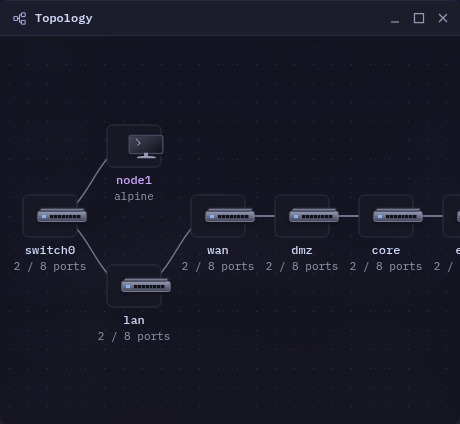 Topology
node1
alpine
switch0
2 / 8 ports
wan
2 / 8 ports
dmz
2 / 8 ports
core
2 / 8 ports
2 /
lan
2 / 8 ports